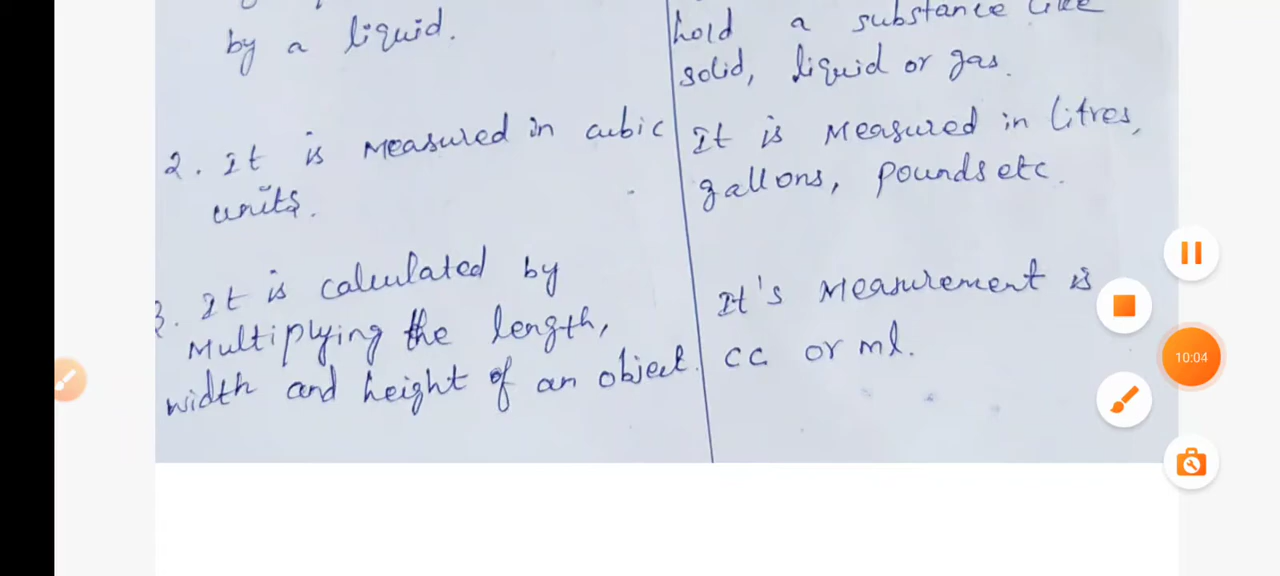 by a liquid.
hold a substance like
solid, liquid or gas.
2. It is Measured in cubic
units.
It is Measured in Litres,
gallons, pounds etc.
3. It is calculated by
Multiplying the length,
width and height of an object.
It's Measurement is
CC or ml.
10:04